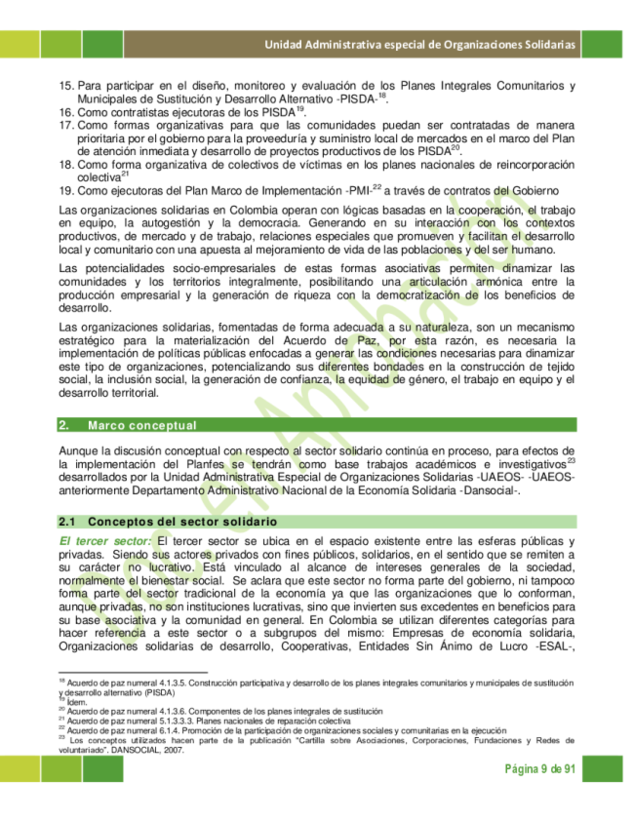 Unidad Administrativa especial de Organizaciones Solidarias
15. Para participar en el diseño, monitoreo y evaluación de los Planes Integrales Comunitarios y
Municipales de Sustitución y Desarrollo Alternativo -PISDA-18.
16. Como contratistas ejecutoras de los PISDA19.
17. Como formas organizativas para que las comunidades puedan ser contratadas de manera
prioritaria por el gobierno para la proveeduría y suministro local de mercados en el marco del Plan
de atención inmediata y desarrollo de proyectos productivos de los PISDA20.
18. Como forma organizativa de colectivos de víctimas en los planes nacionales de reincorporación
colectiva21
19. Como ejecutoras del Plan Marco de Implementación -PMI-22 a través de contratos del Gobierno
Las organizaciones solidarias en Colombia operan con lógicas basadas en la cooperación, el trabajo
en equipo, la autogestión y la democracia. Generando en su interacción con los contextos
productivos, de mercado y de trabajo, relaciones especiales que promueven y facilitan el desarrollo
local y comunitario con una apuesta al mejoramiento de vida de las poblaciones y del ser humano.
Las potencialidades socio-empresariales de estas formas asociativas permiten dinamizar las
comunidades y los territorios integralmente, posibilitando una articulación armónica entre la
producción empresarial y la generación de riqueza con la democratización de los beneficios de
desarrollo.
Las organizaciones solidarias, fomentadas de forma adecuada a su naturaleza, son un mecanismo
estratégico para la materialización del Acuerdo de Paz, por esta razón, es necesaria la
implementación de políticas públicas enfocadas a generar las condiciones necesarias para dinamizar
este tipo de organizaciones, potencializando sus diferentes bondades en la construcción de tejido
social, la inclusión social, la generación de confianza, la equidad de género, el trabajo en equipo y el
desarrollo territorial.
2. Marco conceptual
Aunque la discusión conceptual con respecto al sector solidario continúa en proceso, para efectos de
la implementación del Planfes se tendrán como base trabajos académicos e investigativos23
desarrollados por la Unidad Administrativa Especial de Organizaciones Solidarias -UAEOS- -UAEOS-
anteriormente Departamento Administrativo Nacional de la Economía Solidaria -Dansocial-.
2.1 Conceptos del sector solidario
El tercer sector: El tercer sector se ubica en el espacio existente entre las esferas públicas y
privadas. Siendo sus actores privados con fines públicos, solidarios, en el sentido que se remiten a
su carácter no lucrativo. Está vinculado al alcance de intereses generales de la sociedad,
normalmente el bienestar social. Se aclara que este sector no forma parte del gobierno, ni tampoco
forma parte del sector tradicional de la economía ya que las organizaciones que lo conforman,
aunque privadas, no son instituciones lucrativas, sino que invierten sus excedentes en beneficios para
su base asociativa y la comunidad en general. En Colombia se utilizan diferentes categorías para
hacer referencia a este sector o a subgrupos del mismo: Empresas de economía solidaria,
Organizaciones solidarias de desarrollo, Cooperativas, Entidades Sin Ánimo de Lucro -ESAL-,
18 Acuerdo de paz numeral 4.1.3.5. Construcción participativa y desarrollo de los planes integrales comunitarios y municipales de sustitución
y desarrollo alternativo (PISDA)
19 Ídem.
20 Acuerdo de paz numeral 4.1.3.6. Componentes de los planes integrales de sustitución
21 Acuerdo de paz numeral 5.1.3.3.3. Planes nacionales de reparación colectiva
22 Acuerdo de paz numeral 6.1.4. Promoción de la participación de organizaciones sociales y comunitarias en la ejecución
23 Los conceptos utilizados hacen parte de la publicación "Cartilla sobre Asociaciones, Corporaciones, Fundaciones y Redes de
voluntariado". DANSOCIAL, 2007.
Página 9 de 91
Doc. en Aprobación